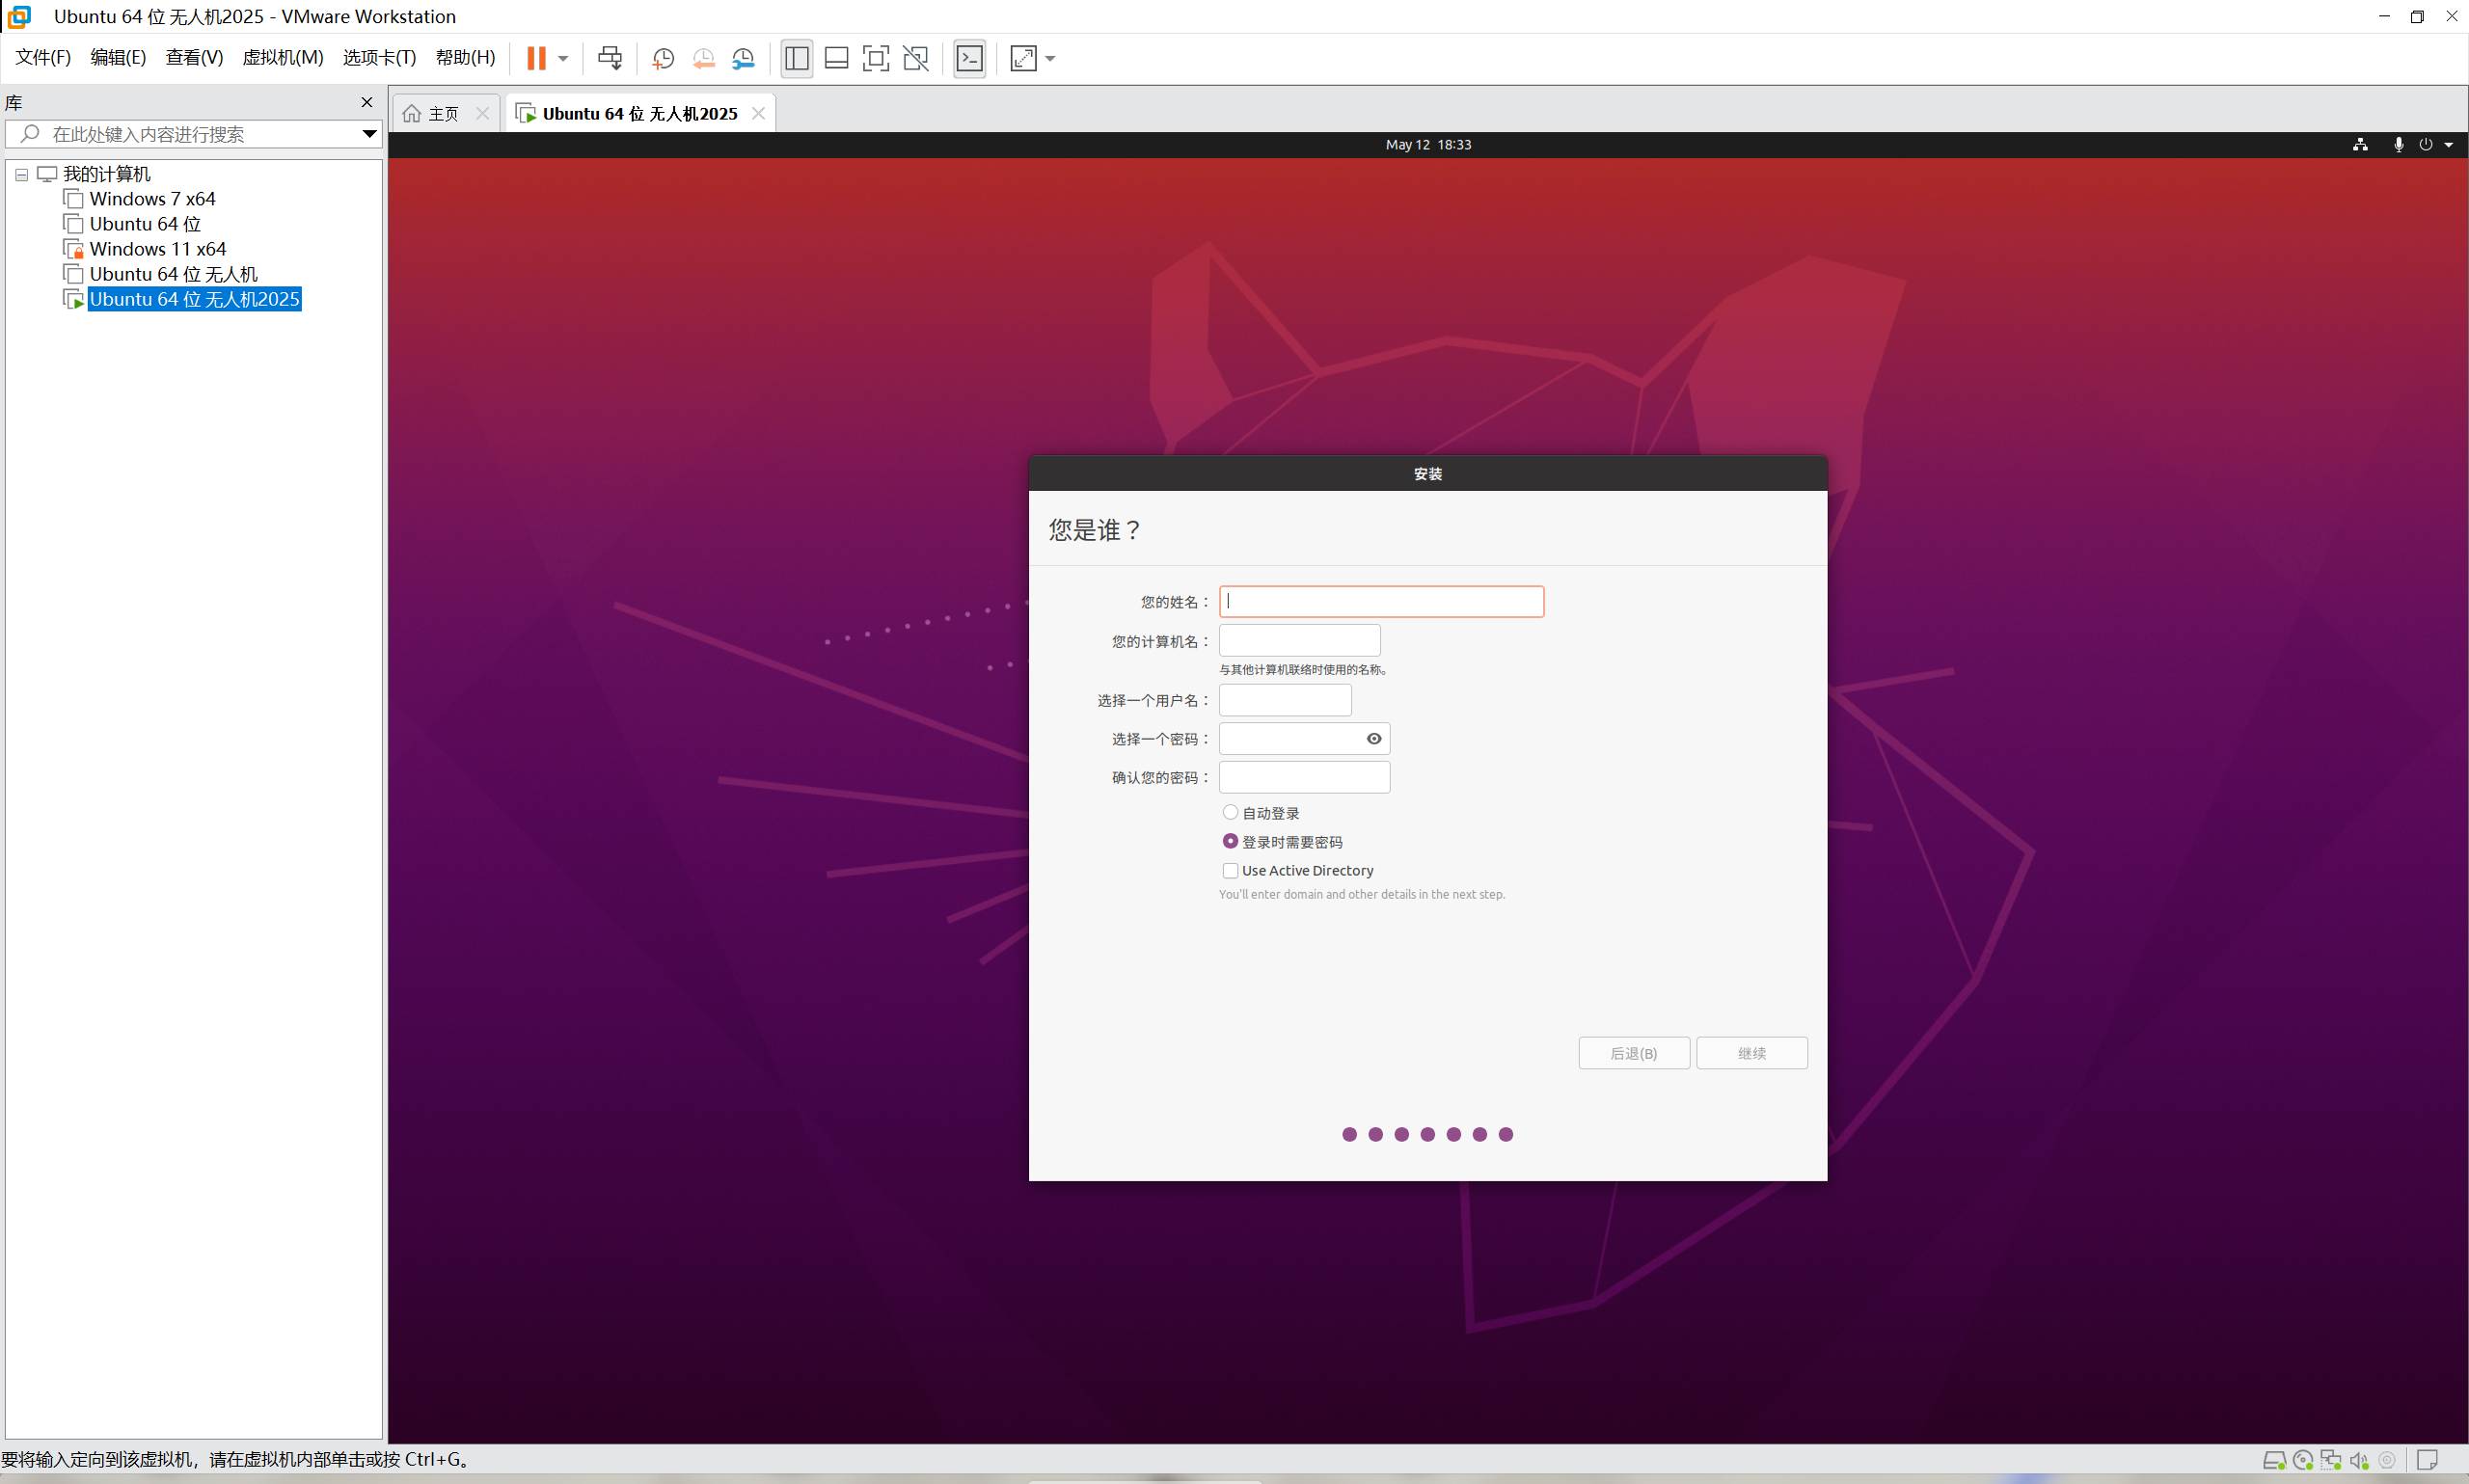 Ubuntu 64 位 无人机2025 - VMware Workstation
文件(F) 编辑(E) 查看(V) 虚拟机(M) 选项卡(T) 帮助(H)
库
在此处键入内容进行搜索
我的计算机
Windows 7 x64
Ubuntu 64 位
Windows 11 x64
Ubuntu 64 位 无人机
Ubuntu 64 位 无人机2025
主页
Ubuntu 64 位 无人机2025
May 12 18:33
安装
您是谁？
您的姓名：
您的计算机名：
与其他计算机联络时使用的名称。
选择一个用户名：
选择一个密码：
确认您的密码：
自动登录
登录时需要密码
Use Active Directory
You'll enter domain and other details in the next step.
后退(B) 继续
要将输入定向到该虚拟机，请在虚拟机内部单击或按 Ctrl+G。